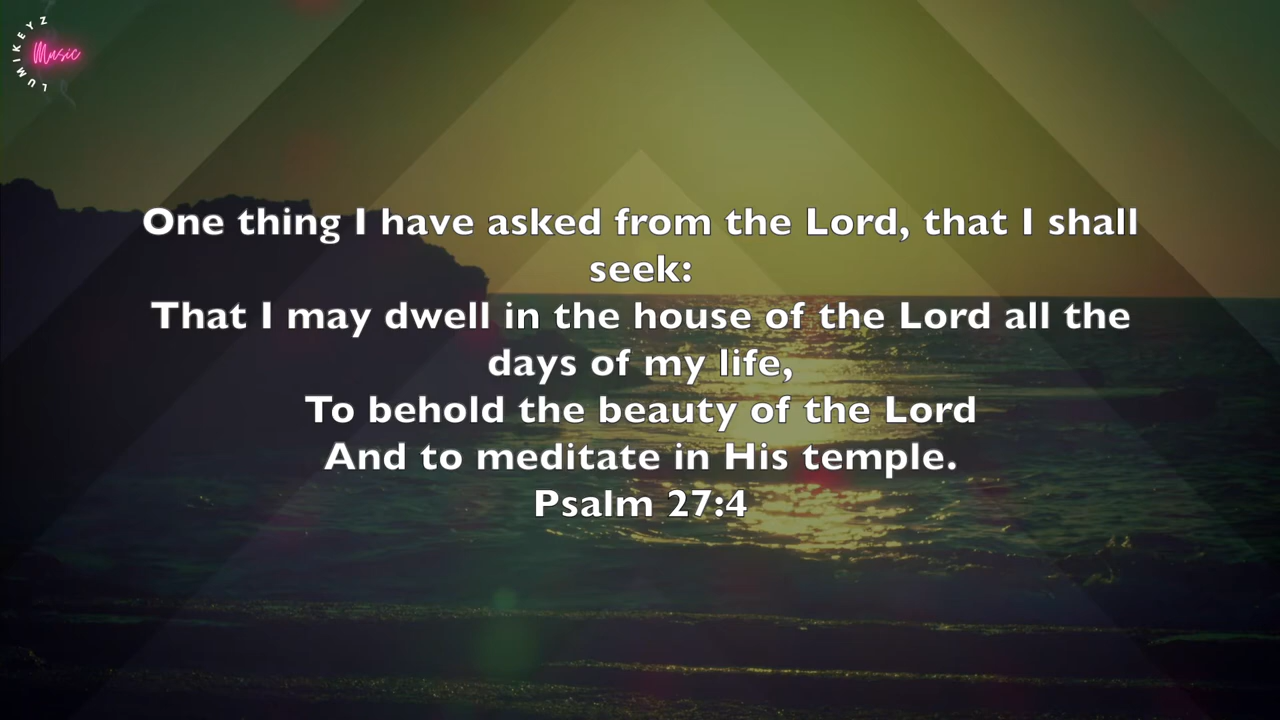 LUMIKEYZ
Music
One thing I have asked from the Lord, that I shall
seek:
That I may dwell in the house of the Lord all the
days of my life,
To behold the beauty of the Lord
And to meditate in His temple.
Psalm 27:4